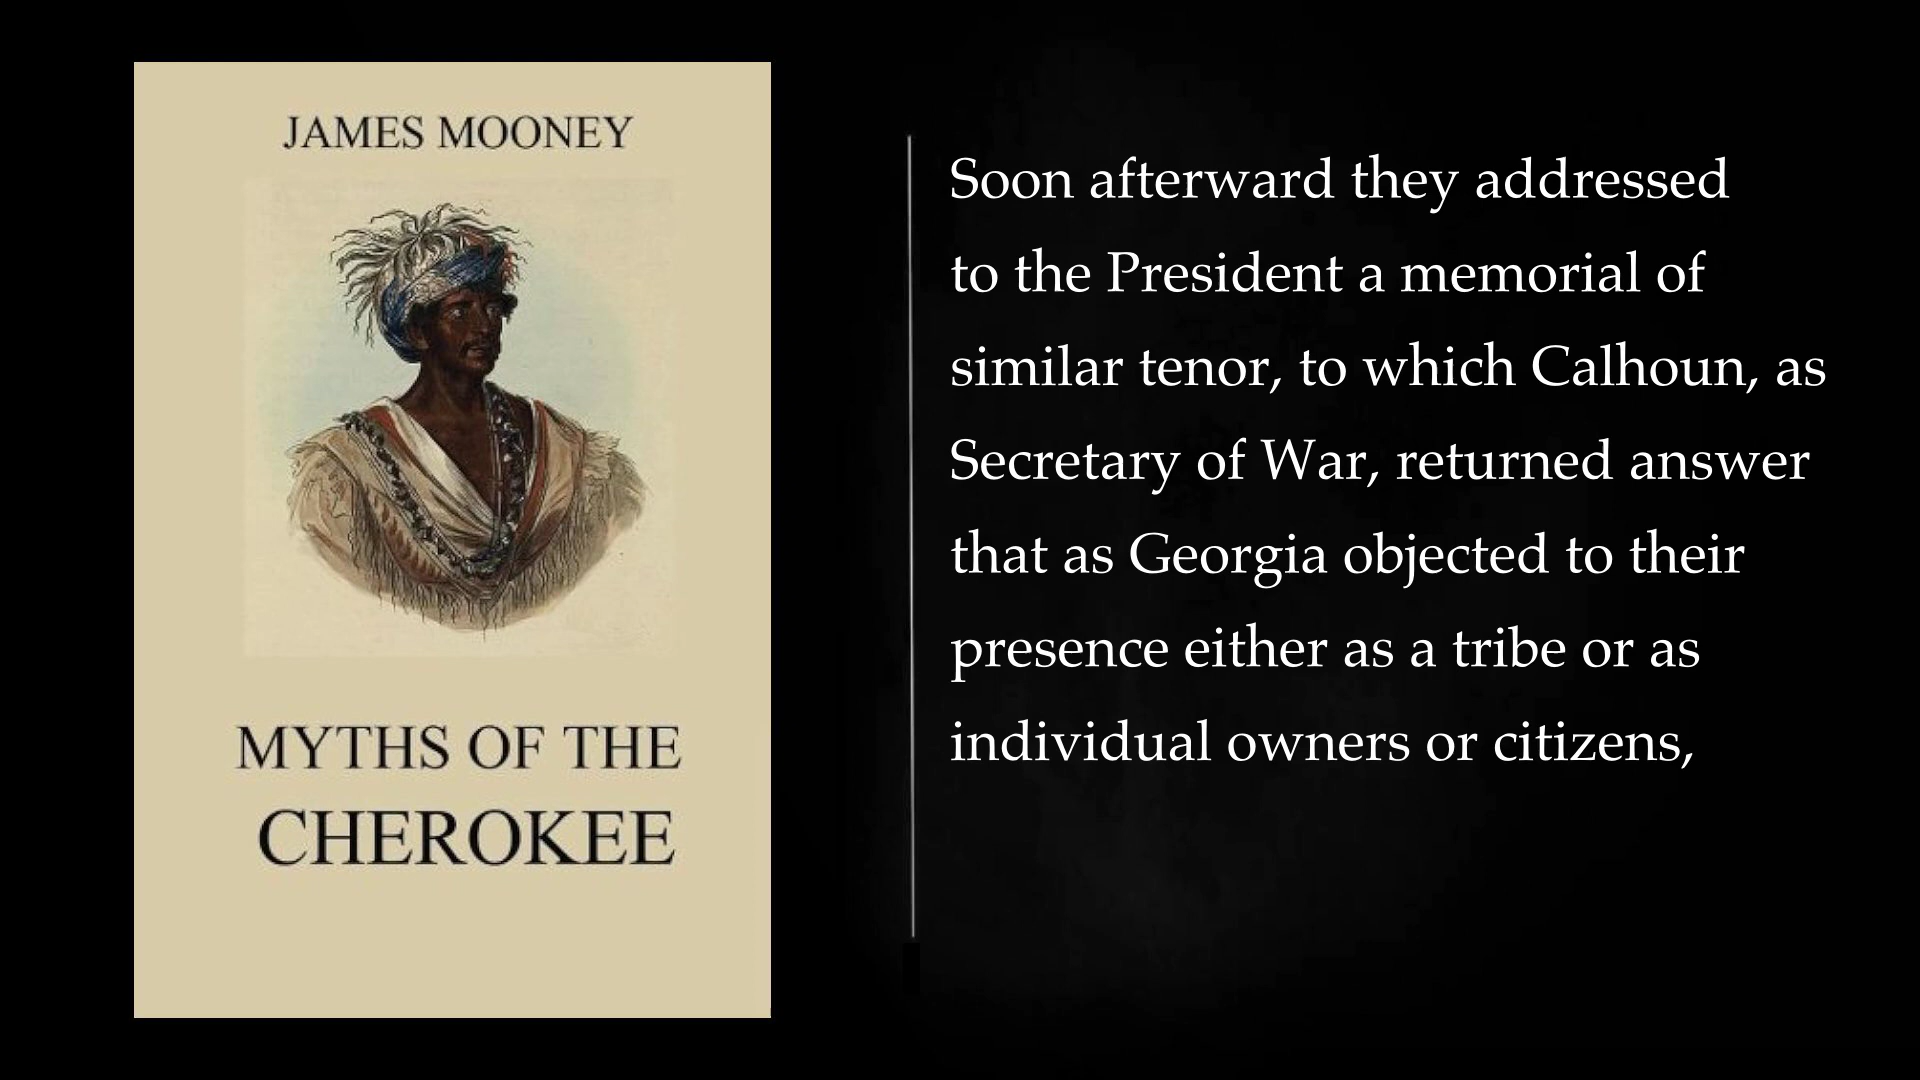 JAMES MOONEY
MYTHS OF THE
CHEROKEE
Soon afterward they addressed
to the President a memorial of
similar tenor, to which Calhoun, as
Secretary of War, returned answer
that as Georgia objected to their
presence either as a tribe or as
individual owners or citizens,